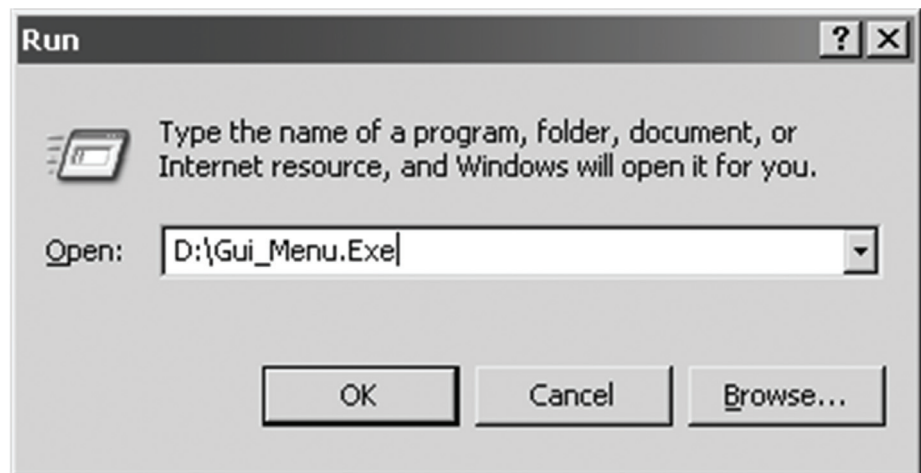 Run
Type the name of a program, folder, document, or
Internet resource, and Windows will open it for you.
Open: D:\Gui_Menu.Exe
OK Cancel Browse...